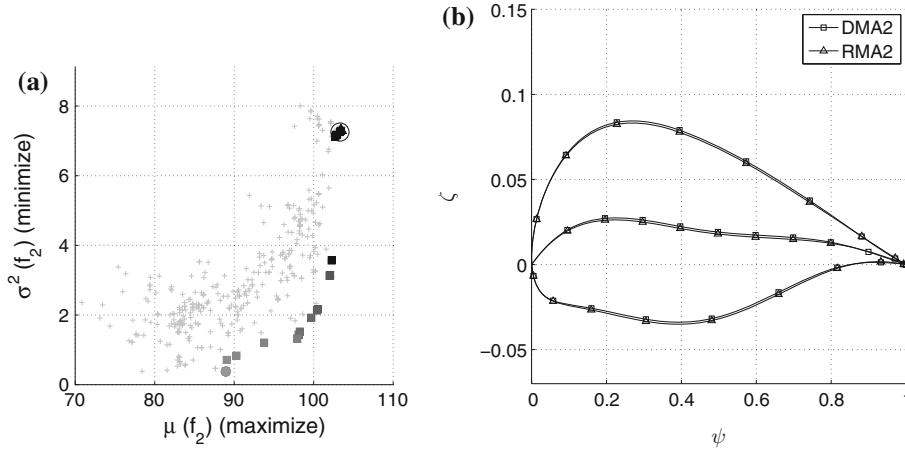 (a)
8
6
4
2
0
σ² (f₂) (minimize)
70 80 90 100 110
μ (f₂) (maximize)
(b)
0.15
0.1
0.05
0
−0.05
ζ
DMA2
RMA2
0 0.2 0.4 0.6 0.8 1
ψ